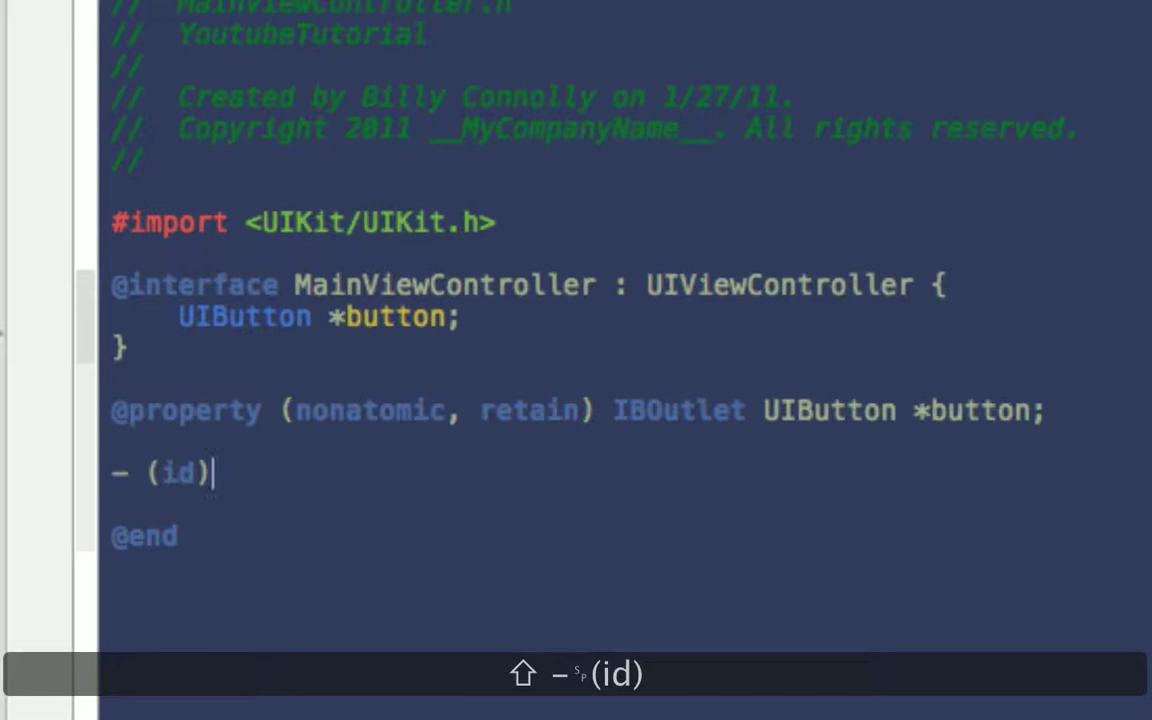 // MainViewController.h
// YoutubeTutorial
//
// Created by Billy Connolly on 1/27/11.
// Copyright 2011 __MyCompanyName__. All rights reserved.
//
#import <UIKit/UIKit.h>
@interface MainViewController : UIViewController {
UIButton *button;
}
@property (nonatomic, retain) IBOutlet UIButton *button;
- (id)
@end
⇧ – ␠(id)